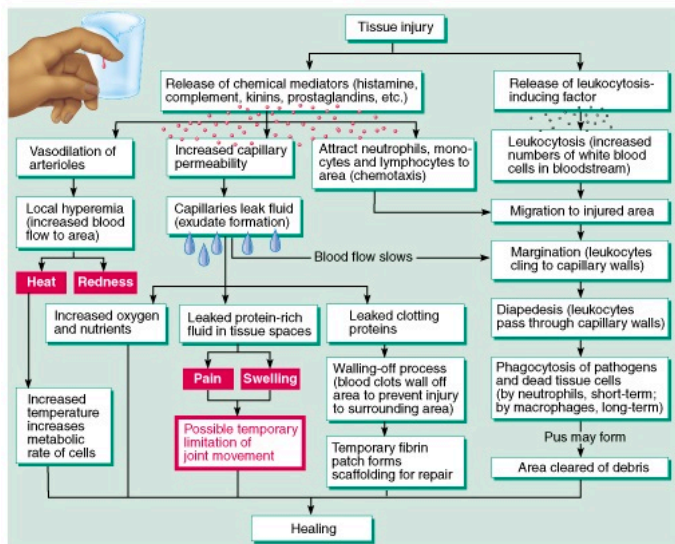 Tissue injury
Release of chemical mediators (histamine,
complement, kinins, prostaglandins, etc.)
Release of leukocytosis-
inducing factor
Vasodilation of
arterioles
Increased capillary
permeability
Attract neutrophils, mono-
cytes and lymphocytes to
area (chemotaxis)
Leukocytosis (increased
numbers of white blood
cells in bloodstream)
Local hyperemia
(increased blood
flow to area)
Capillaries leak fluid
(exudate formation)
Migration to injured area
Heat
Redness
Blood flow slows
Margination (leukocytes
cling to capillary walls)
Increased oxygen
and nutrients
Leaked protein-rich
fluid in tissue spaces
Leaked clotting
proteins
Diapedesis (leukocytes
pass through capillary walls)
Pain
Swelling
Walling-off process
(blood clots wall off
area to prevent injury
to surrounding area)
Phagocytosis of pathogens
and dead tissue cells
(by neutrophils, short-term;
by macrophages, long-term)
Increased
temperature
increases
metabolic
rate of cells
Possible temporary
limitation of
joint movement
Temporary fibrin
patch forms
scaffolding for repair
Pus may form
Area cleared of debris
Healing